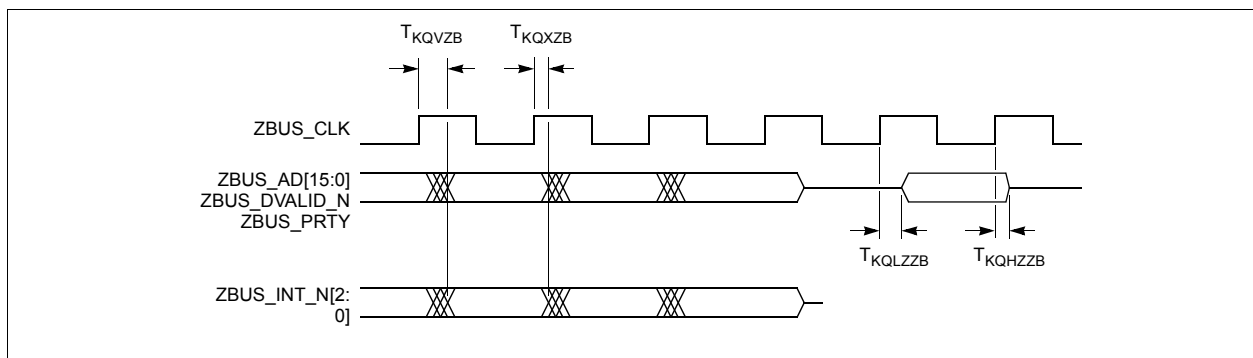 TKQVZB
TKQXZB
ZBUS_CLK
ZBUS_AD[15:0]
ZBUS_DVALID_N
ZBUS_PRTY
TKQLZZB
TKQHZZB
ZBUS_INT_N[2:
0]